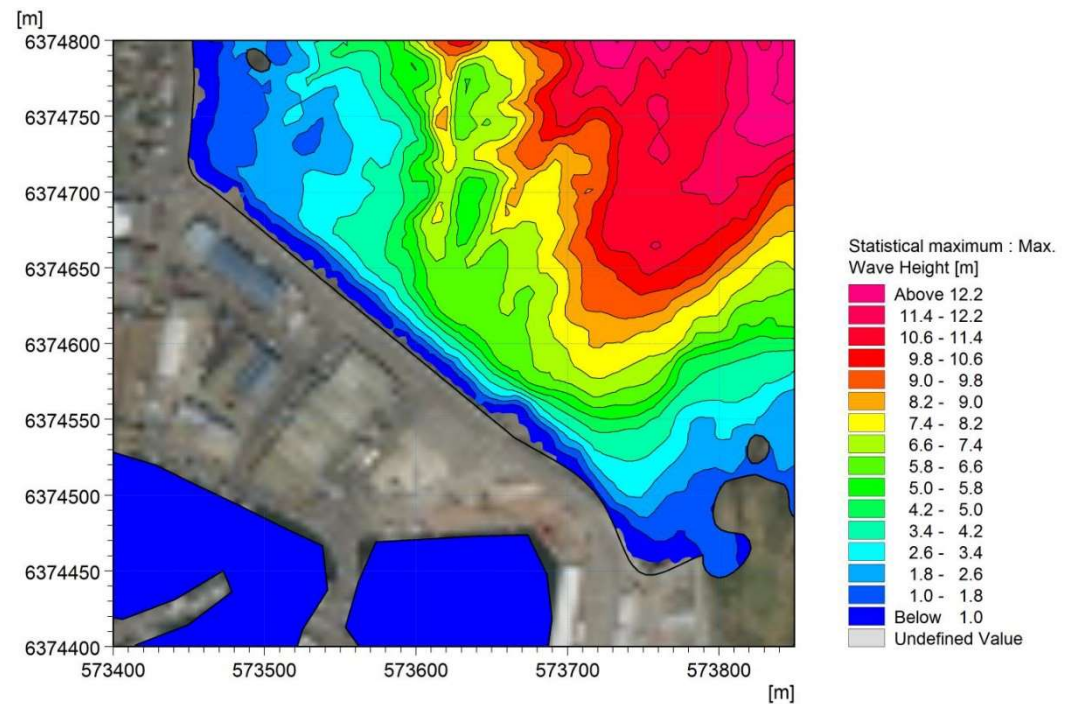 [m]
6374800
6374750
6374700
6374650
6374600
6374550
6374500
6374450
6374400
573400
573500
573600
573700
573800
[m]
Statistical maximum : Max.
Wave Height [m]
Above 12.2
11.4 - 12.2
10.6 - 11.4
9.8 - 10.6
9.0 - 9.8
8.2 - 9.0
7.4 - 8.2
6.6 - 7.4
5.8 - 6.6
5.0 - 5.8
4.2 - 5.0
3.4 - 4.2
2.6 - 3.4
1.8 - 2.6
1.0 - 1.8
Below 1.0
Undefined Value